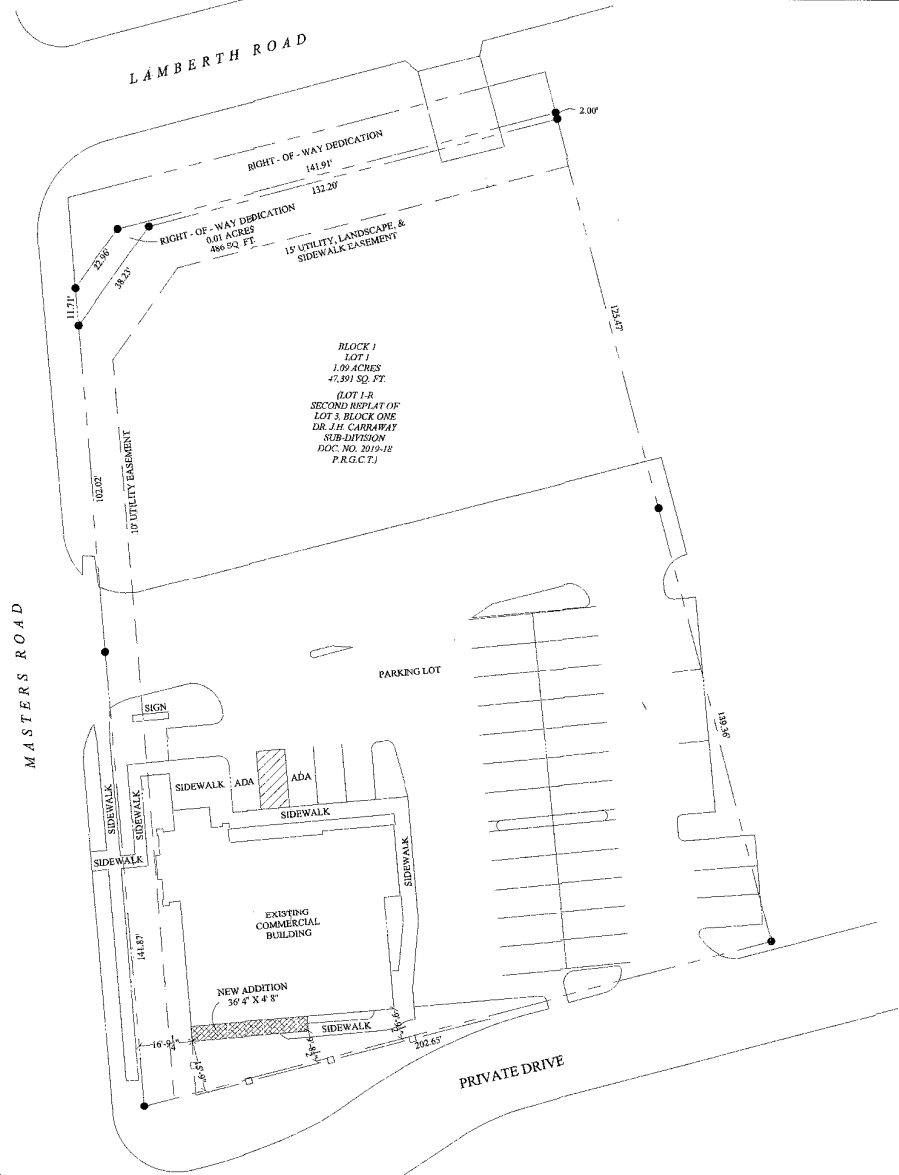 LAMBERTH ROAD
2.00'
RIGHT - OF - WAY DEDICATION
141.91'
132.20'
RIGHT - OF - WAY DEDICATION
0.01 ACRES
486 SQ. FT.
15' UTILITY, LANDSCAPE, &
SIDEWALK EASEMENT
22.96'
38.23'
11.71'
125.47'
BLOCK 1
LOT 1
1.09 ACRES
47,391 SQ. FT.
(LOT 1-R
SECOND REPLAT OF
LOT 3, BLOCK ONE
DR. J.H. CARRAWAY
SUB-DIVISION
DOC. NO. 2019-18
P.R.G.C.T.)
102.02'
10' UTILITY EASEMENT
MASTERS ROAD
PARKING LOT
SIGN
139.36'
SIDEWALK
ADA
ADA
SIDEWALK
SIDEWALK
SIDEWALK
SIDEWALK
SIDEWALK
EXISTING
COMMERCIAL
BUILDING
141.87'
NEW ADDITION
36' 4" X 4' 8"
SIDEWALK
202.65'
15'-6"
PRIVATE DRIVE